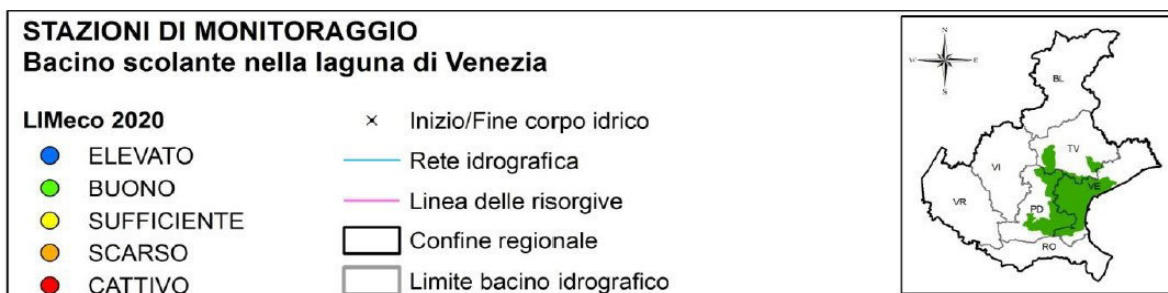 STAZIONI DI MONITORAGGIO
Bacino scolante nella laguna di Venezia
LIMeco 2020
ELEVATO
BUONO
SUFFICIENTE
SCARSO
CATTIVO
Inizio/Fine corpo idrico
Rete idrografica
Linea delle risorgive
Confine regionale
Limite bacino idrografico
N
W E
S
BL
TV
VI
VE
VR
PD
RO